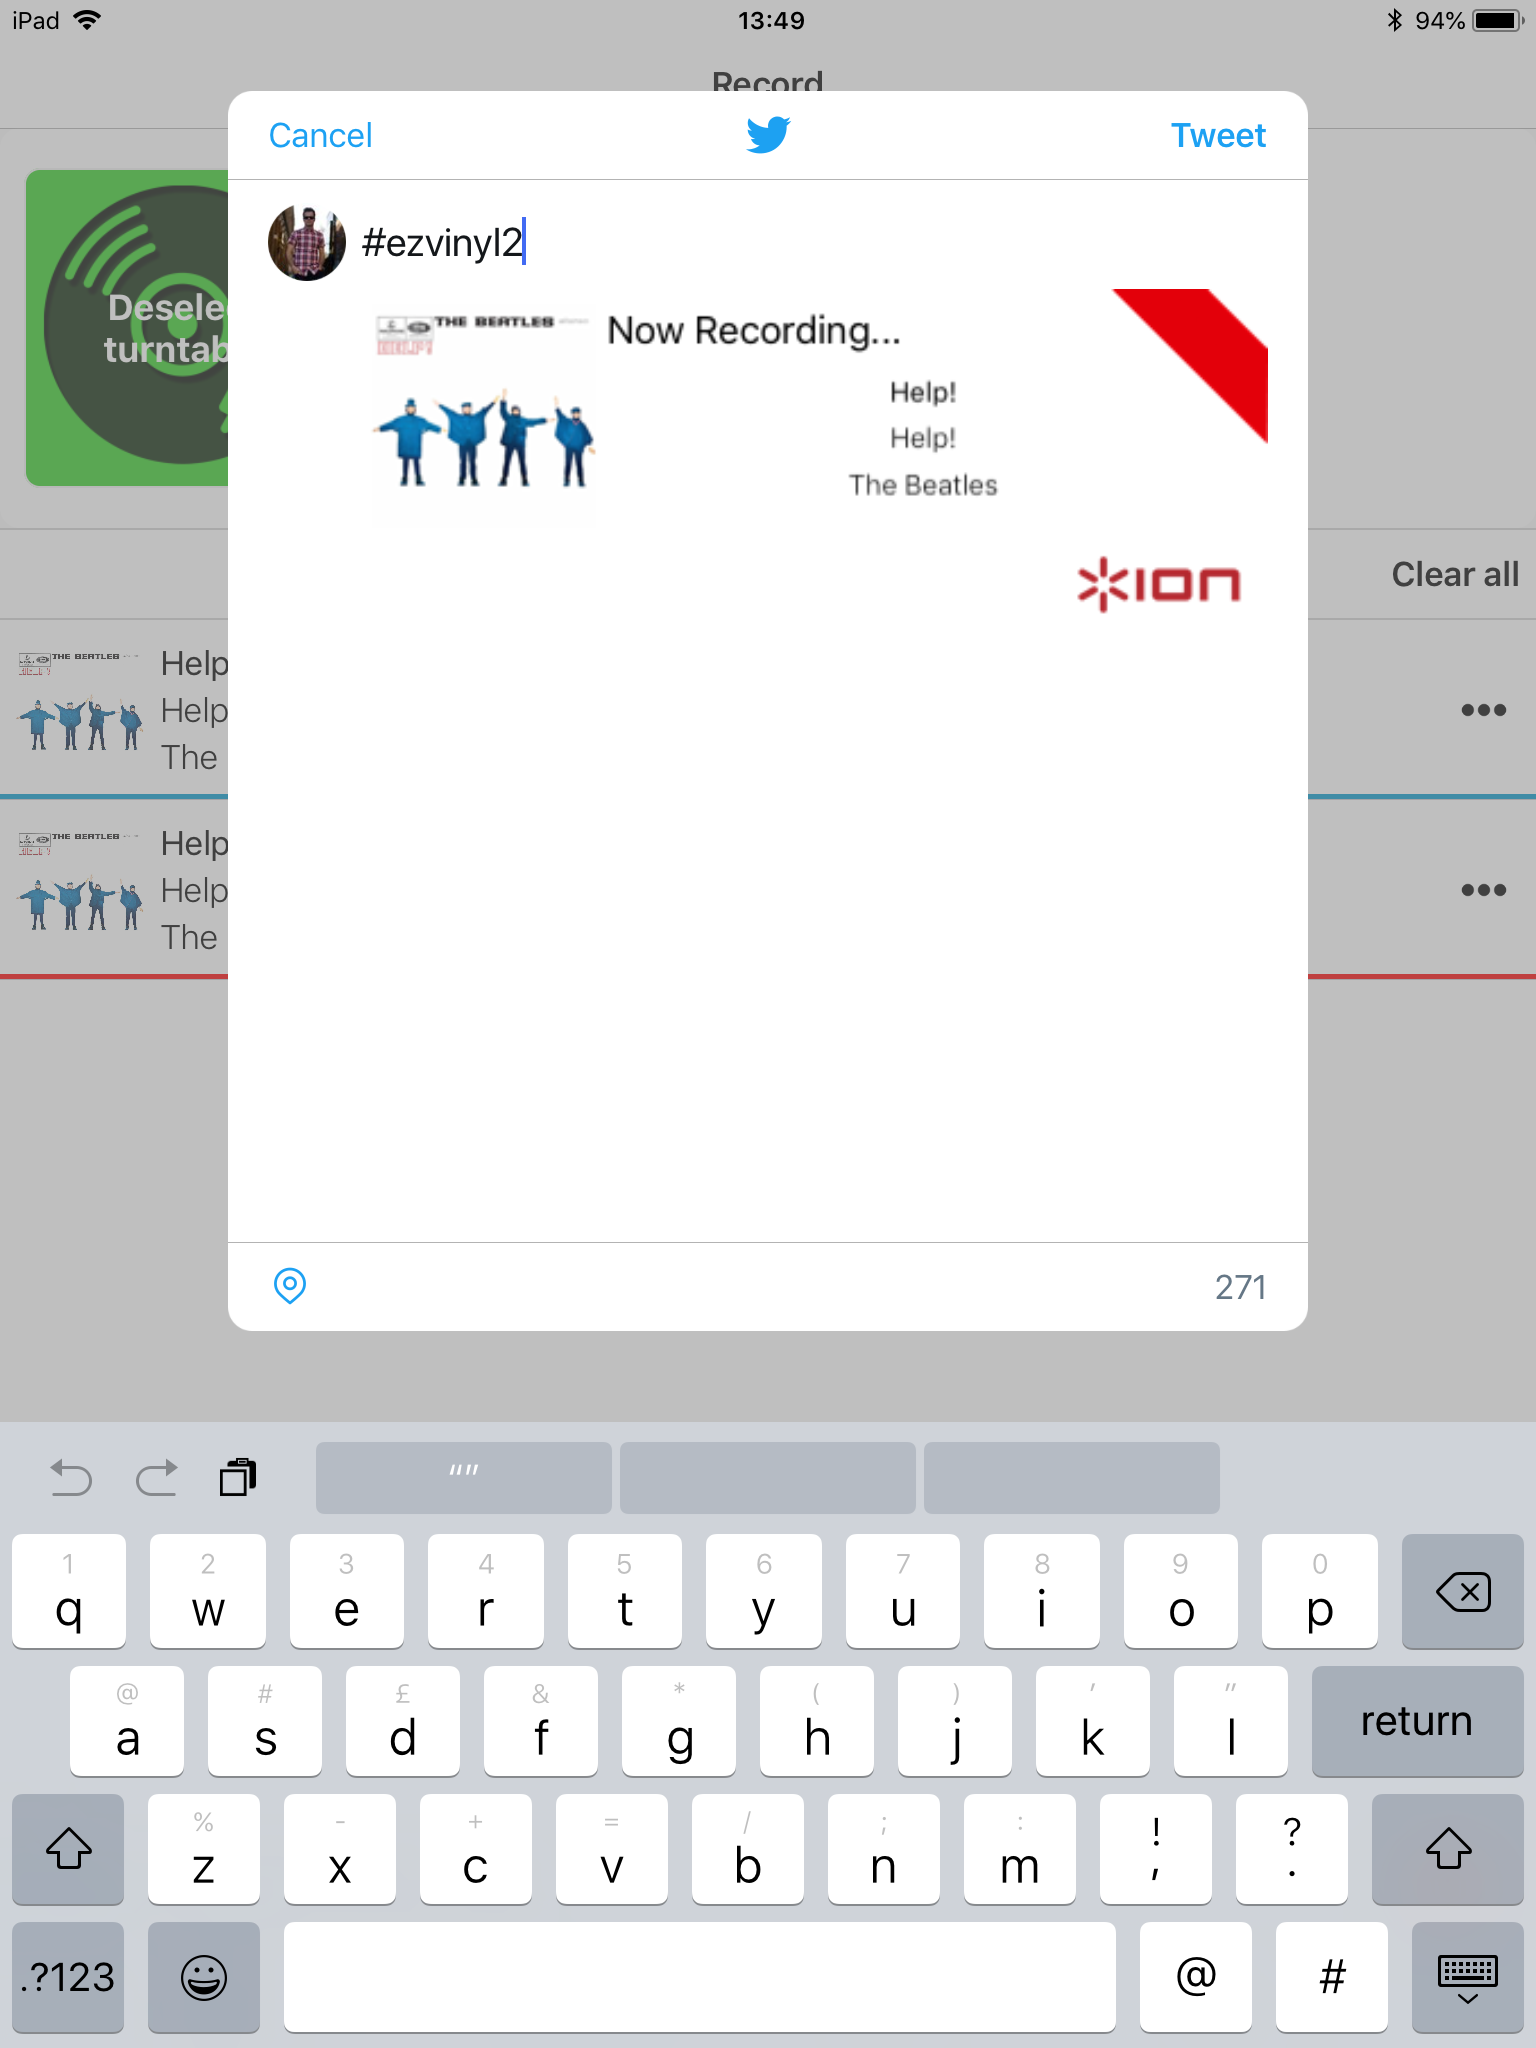 iPad 13:49 94%
Record
Cancel Tweet
#ezvinyl2
Desele
turntab
THE BEATLES Now Recording...
Help!
Help!
The Beatles
ION
Clear all
THE BEATLES
Help
Help
The
THE BEATLES
Help
Help
The
271
“”
1 2 3 4 5 6 7 8 9 0
q w e r t y u i o p
@ # £ & * ( ) ' "
a s d f g h j k l return
% - + = / ; : ! ?
z x c v b n m , .
.?123 @ #